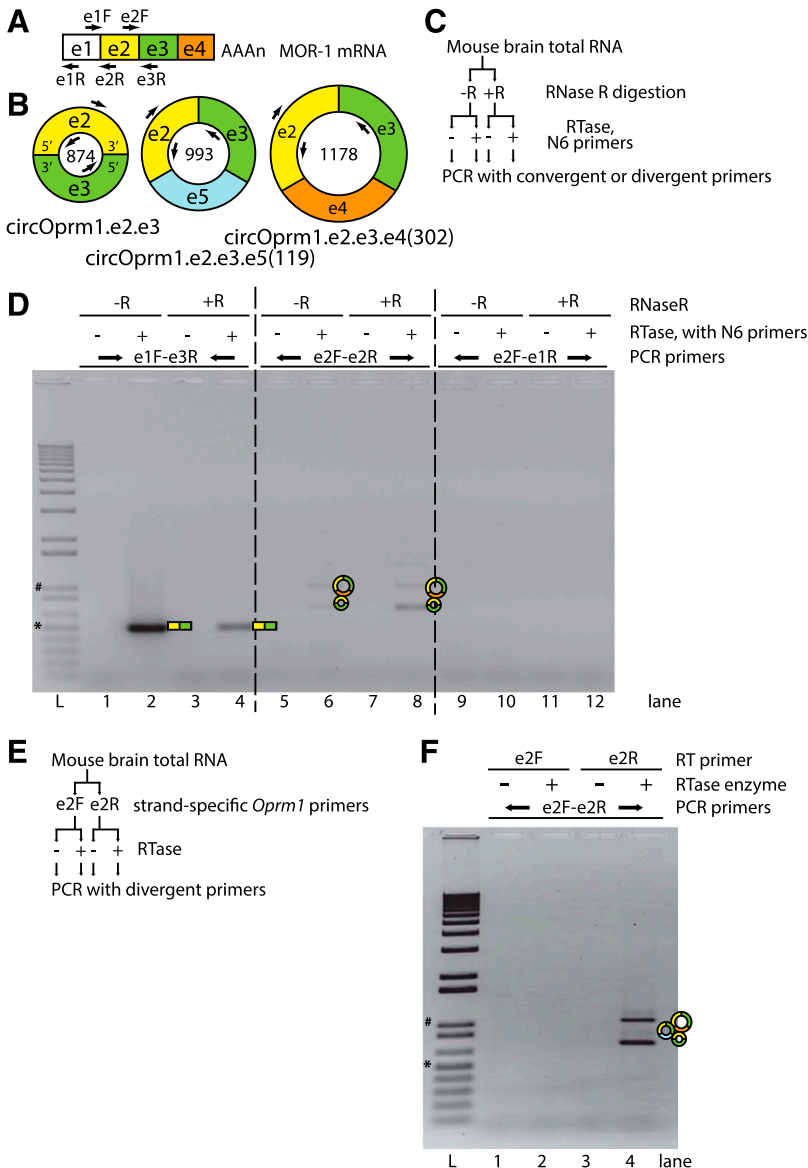 A
e1F e2F
e1 e2 e3 e4 AAAn MOR-1 mRNA
e1R e2R e3R
B
e2
5' 3'
874
3' 5'
e3
circOprm1.e2.e3
e2 e3
993
e5
circOprm1.e2.e3.e5(119)
e2 e3
1178
e4
circOprm1.e2.e3.e4(302)
C
Mouse brain total RNA
-R +R RNase R digestion
- + - + RTase,
N6 primers
PCR with convergent or divergent primers
D
-R +R -R +R -R +R RNaseR
- + - + - + - + - + - + RTase, with N6 primers
e1F-e3R e2F-e2R e2F-e1R PCR primers
#
*
L 1 2 3 4 5 6 7 8 9 10 11 12 lane
E
Mouse brain total RNA
e2F e2R strand-specific Oprm1 primers
- + - + RTase
PCR with divergent primers
F
e2F e2R RT primer
- + - + RTase enzyme
e2F-e2R PCR primers
#
*
L 1 2 3 4 lane